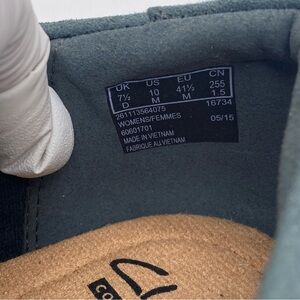 UK US EU CN
7½ 10 41½ 255
D M M 1.5
261113564075 16734
WOMENS/FEMMES
60601701 05/15
MADE IN VIETNAM
FABRIQUE AU VIETNAM